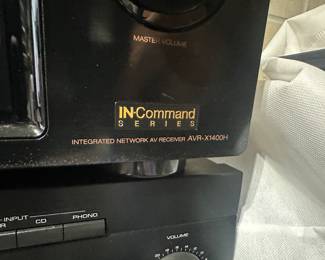 MASTER VOLUME
IN·Command
SERIES
INTEGRATED NETWORK AV RECEIVER AVR-X1400H
INPUT
R CD PHONO
VOLUME